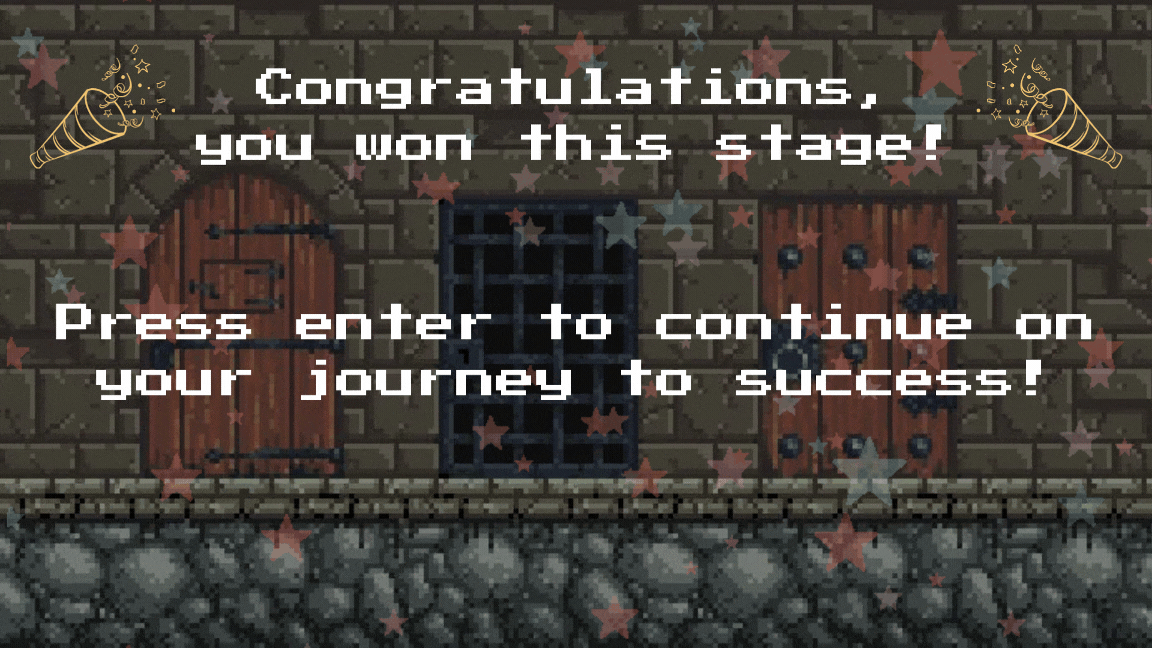 Congratulations,
you won this stage!
Press enter to continue on
your journey to success!